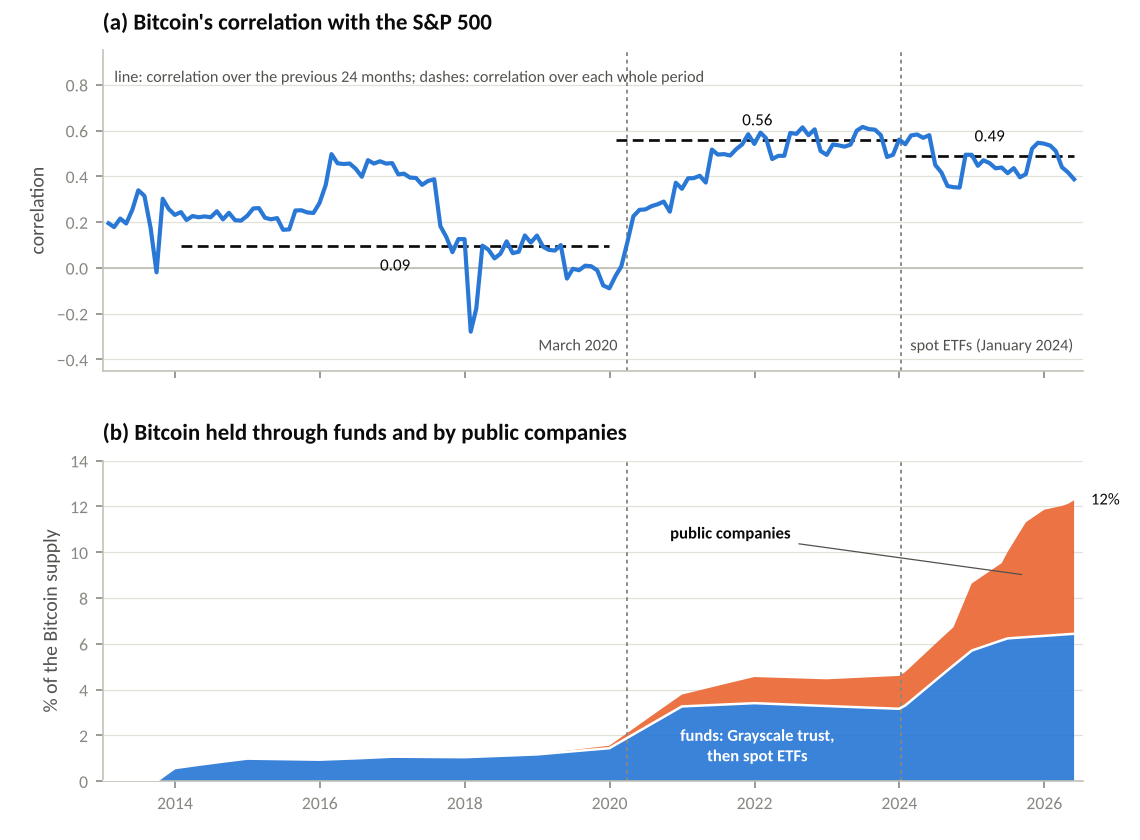 (a) Bitcoin's correlation with the S&P 500
line: correlation over the previous 24 months; dashes: correlation over each whole period
correlation
0.8
0.6
0.4
0.2
0.0
−0.2
−0.4
0.09
0.56
0.49
March 2020
spot ETFs (January 2024)
(b) Bitcoin held through funds and by public companies
% of the Bitcoin supply
14
12
10
8
6
4
2
0
12%
public companies
funds: Grayscale trust,
then spot ETFs
2014
2016
2018
2020
2022
2024
2026